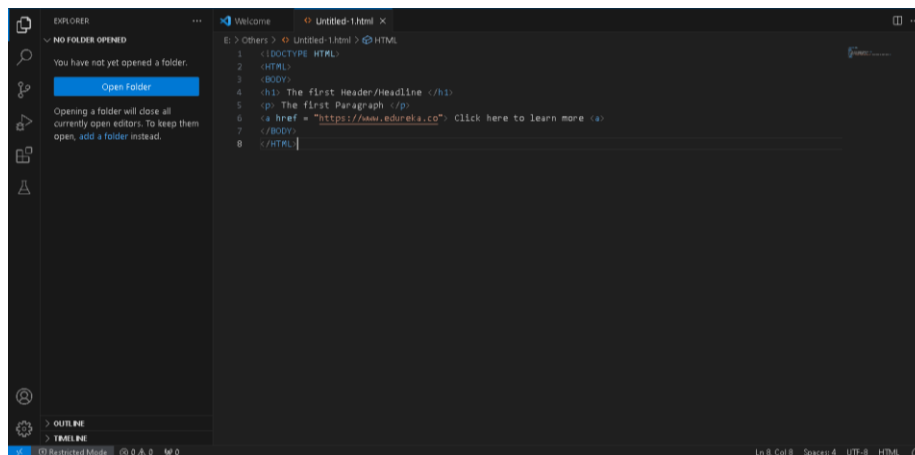 EXPLORER
Welcome
Untitled-1.html
NO FOLDER OPENED
E: > Others > Untitled-1.html > HTML
You have not yet opened a folder.
Open Folder
Opening a folder will close all
currently open editors. To keep them
open, add a folder instead.
1 <!DOCTYPE HTML>
2 <HTML>
3 <BODY>
4 <h1> The first Header/Headline </h1>
5 <p> The first Paragraph </p>
6 <a href = "https://www.edureka.co"> Click here to learn more <a>
7 </BODY>
8 </HTML>
OUTLINE
TIMELINE
Restricted Mode 0 0 0
Ln 8, Col 8 Spaces: 4 UTF-8 HTML